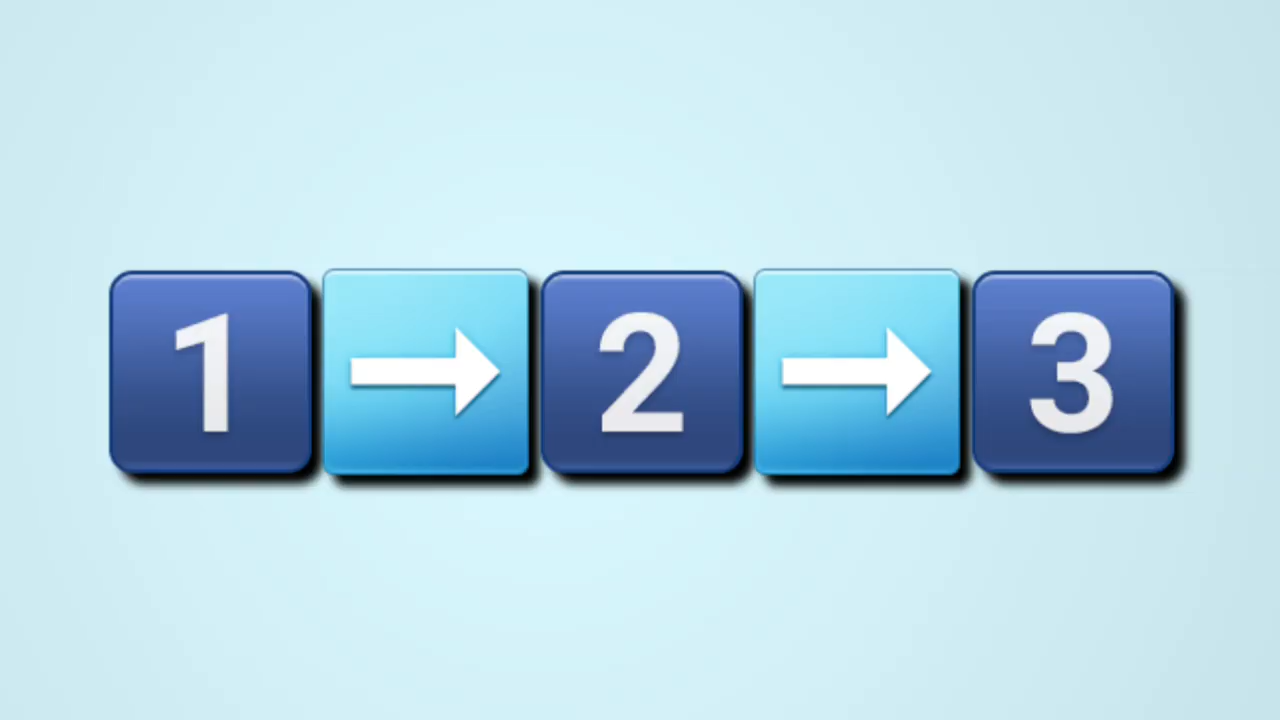 1 → 2 → 3